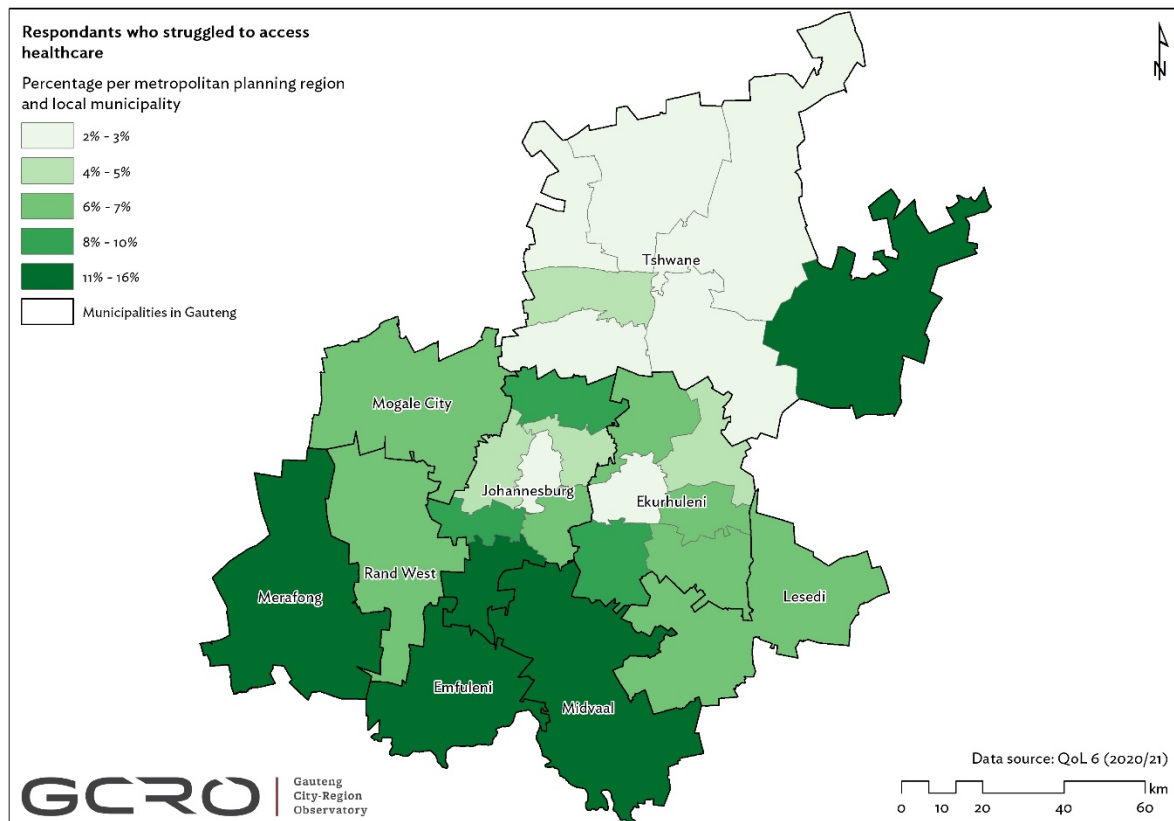 Respondants who struggled to access
healthcare
Percentage per metropolitan planning region
and local municipality
2% - 3%
4% - 5%
6% - 7%
8% - 10%
11% - 16%
Municipalities in Gauteng
N
Tshwane
Mogale City
Johannesburg
Ekurhuleni
Rand West
Merafong
Lesedi
Emfuleni
Midvaal
Data source: QoL 6 (2020/21)
km
0 10 20 40 60
GCRO
Gauteng
City-Region
Observatory